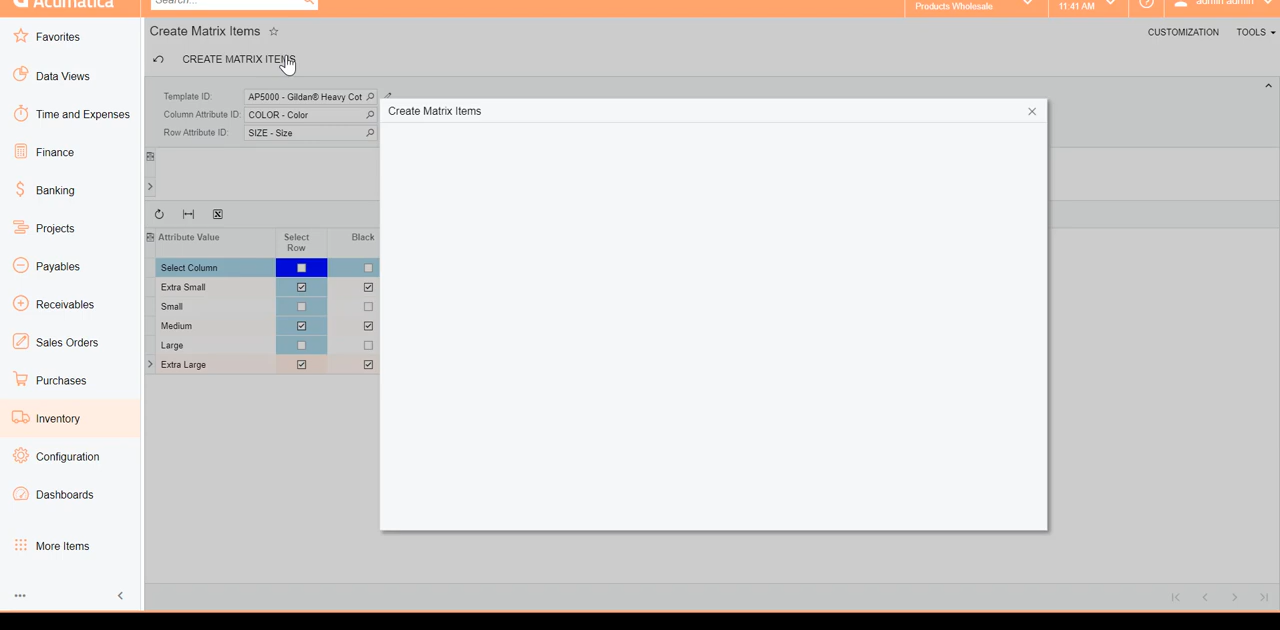 Acumatica
Search...
Products Wholesale
11:41 AM
admin admin
Favorites
Data Views
Time and Expenses
Finance
Banking
Projects
Payables
Receivables
Sales Orders
Purchases
Inventory
Configuration
Dashboards
More Items
Create Matrix Items
CUSTOMIZATION
TOOLS
CREATE MATRIX ITEMS
Template ID:
AP5000 - Gildan® Heavy Cot
Column Attribute ID:
COLOR - Color
Row Attribute ID:
SIZE - Size
Attribute Value
Select
Row
Black
Select Column
Extra Small
Small
Medium
Large
Extra Large
Create Matrix Items